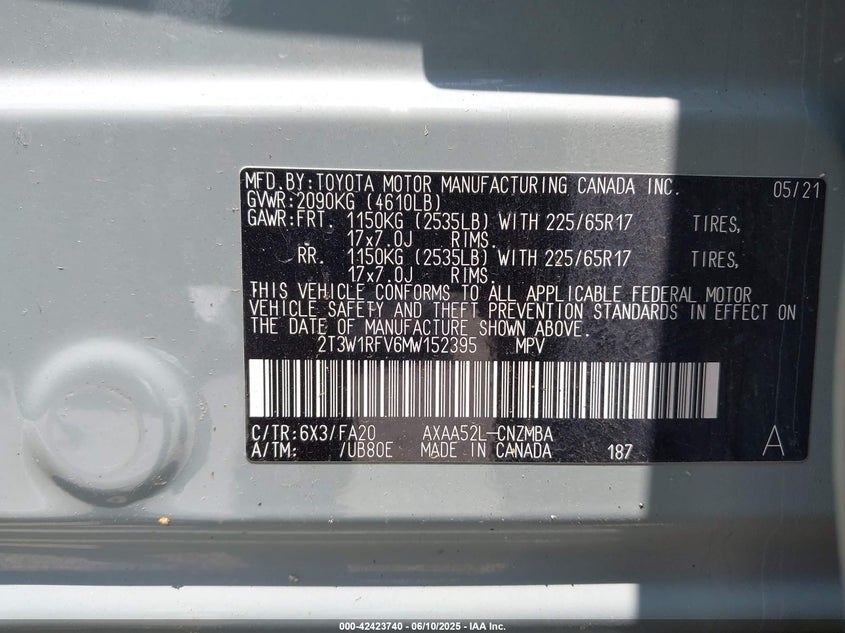 MFD.BY:TOYOTA MOTOR MANUFACTURING CANADA INC. 05/21
GVWR:2090KG (4610LB)
GAWR:FRT. 1150KG (2535LB) WITH 225/65R17 TIRES,
17x7.0J RIMS.
RR. 1150KG (2535LB) WITH 225/65R17 TIRES,
17x7.0J RIMS.
THIS VEHICLE CONFORMS TO ALL APPLICABLE FEDERAL MOTOR
VEHICLE SAFETY AND THEFT PREVENTION STANDARDS IN EFFECT ON
THE DATE OF MANUFACTURE SHOWN ABOVE.
2T3W1RFV6MW152395 MPV
C/TR:6X3/FA20 AXAA52L-CNZMBA
A/TM: /UB80E MADE IN CANADA 187 A
000-42423740 - 06/10/2025 - IAA Inc.